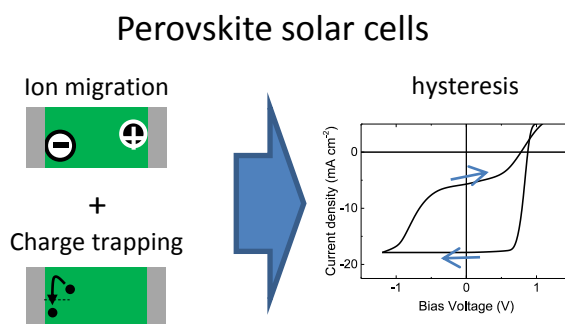 Perovskite solar cells
Ion migration
+
Charge trapping
hysteresis
Current density (mA cm⁻²)
0
-10
-20
-1
0
1
Bias Voltage (V)